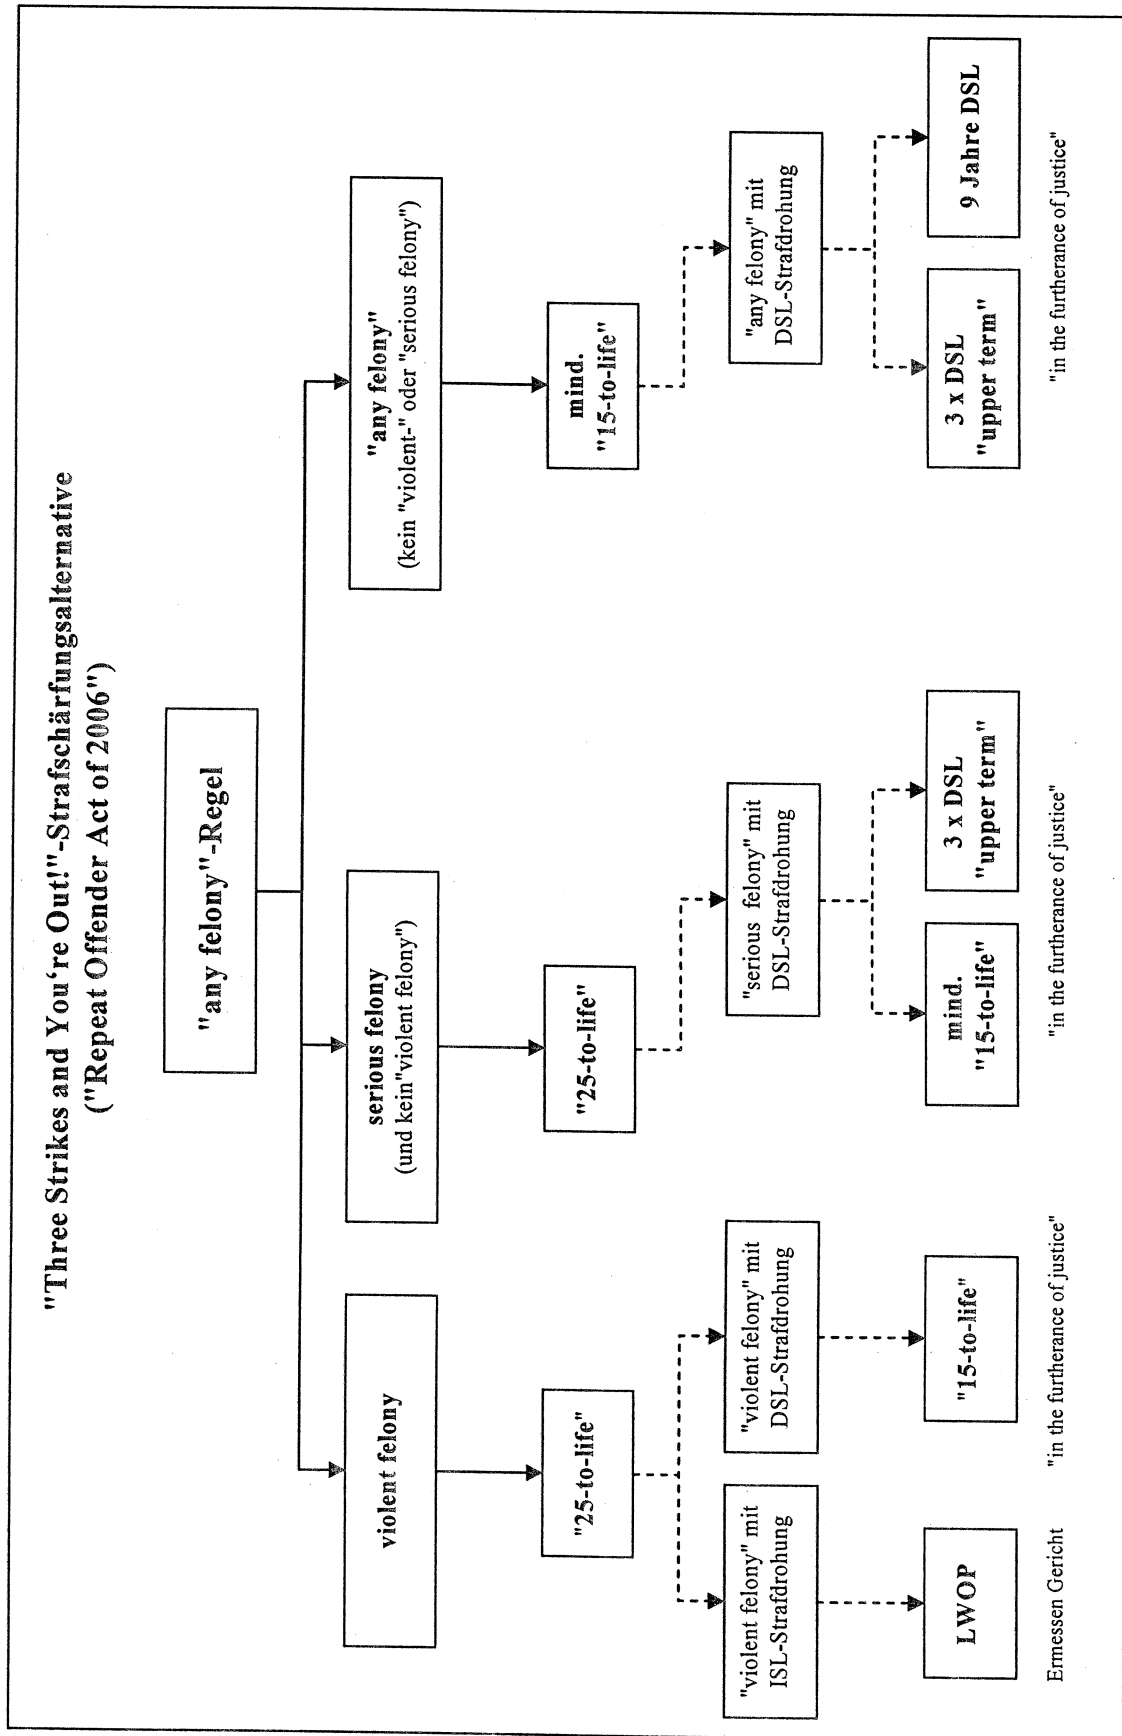 "Three Strikes and You're Out!"-Strafschärfungsalternative
("Repeat Offender Act of 2006")
"any felony"-Regel
violent felony
serious felony
(und kein"violent felony")
"any felony"
(kein "violent-" oder "serious felony")
"25-to-life"
"25-to-life"
mind.
"15-to-life"
"violent felony" mit
ISL-Strafdrohung
"violent felony" mit
DSL-Strafdrohung
"serious felony" mit
DSL-Strafdrohung
"any felony" mit
DSL-Strafdrohung
LWOP
"15-to-life"
mind.
"15-to-life"
3 x DSL
"upper term"
3 x DSL
"upper term"
9 Jahre DSL
Ermessen Gericht
"in the furtherance of justice"
"in the furtherance of justice"
"in the furtherance of justice"